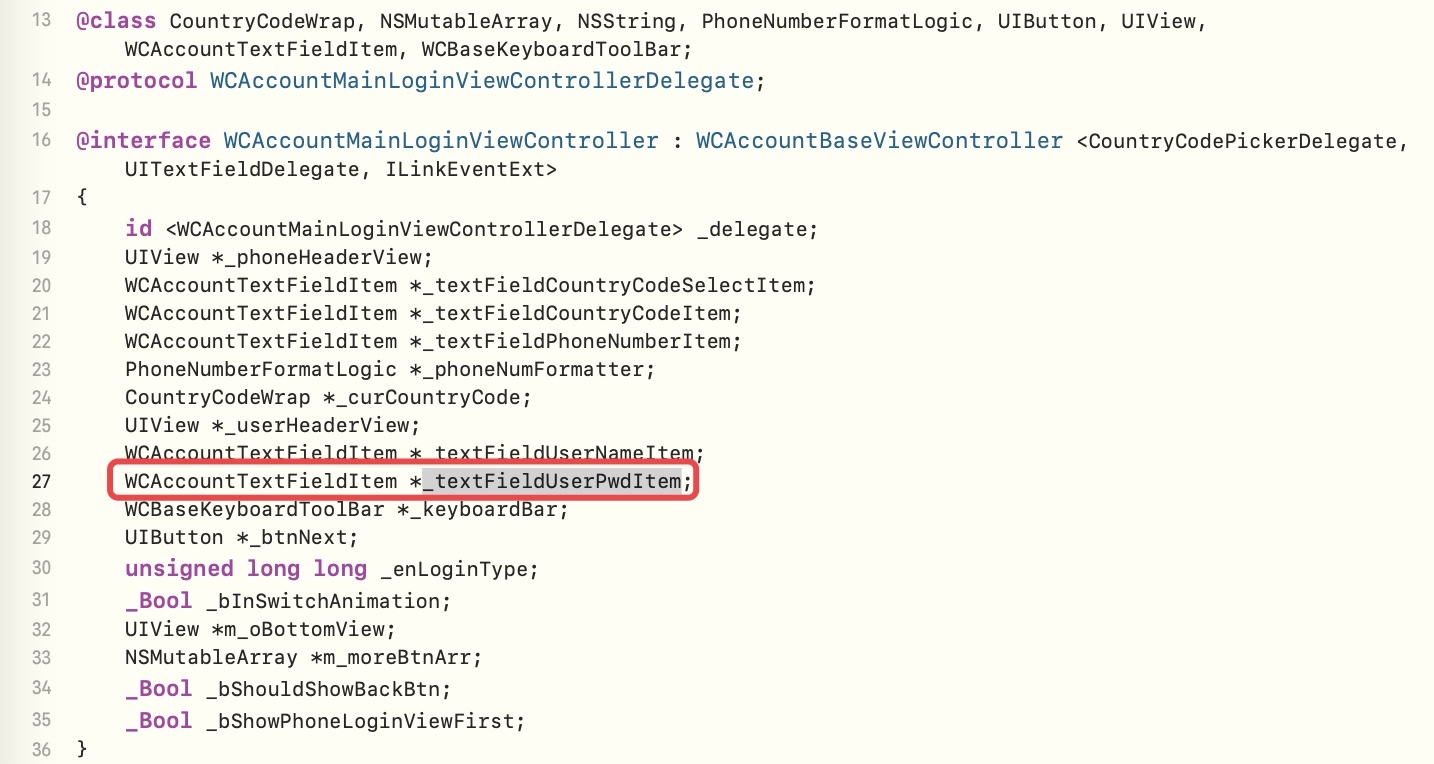 13 @class CountryCodeWrap, NSMutableArray, NSString, PhoneNumberFormatLogic, UIButton, UIView,
WCAccountTextFieldItem, WCBaseKeyboardToolBar;
14 @protocol WCAccountMainLoginViewControllerDelegate;
15
16 @interface WCAccountMainLoginViewController : WCAccountBaseViewController <CountryCodePickerDelegate,
UITextFieldDelegate, ILinkEventExt>
17 {
18 id <WCAccountMainLoginViewControllerDelegate> _delegate;
19 UIView *_phoneHeaderView;
20 WCAccountTextFieldItem *_textFieldCountryCodeSelectItem;
21 WCAccountTextFieldItem *_textFieldCountryCodeItem;
22 WCAccountTextFieldItem *_textFieldPhoneNumberItem;
23 PhoneNumberFormatLogic *_phoneNumFormatter;
24 CountryCodeWrap *_curCountryCode;
25 UIView *_userHeaderView;
26 WCAccountTextFieldItem *_textFieldUserNameItem;
27 WCAccountTextFieldItem *_textFieldUserPwdItem;
28 WCBaseKeyboardToolBar *_keyboardBar;
29 UIButton *_btnNext;
30 unsigned long long _enLoginType;
31 _Bool _bInSwitchAnimation;
32 UIView *m_oBottomView;
33 NSMutableArray *m_moreBtnArr;
34 _Bool _bShouldShowBackBtn;
35 _Bool _bShowPhoneLoginViewFirst;
36 }